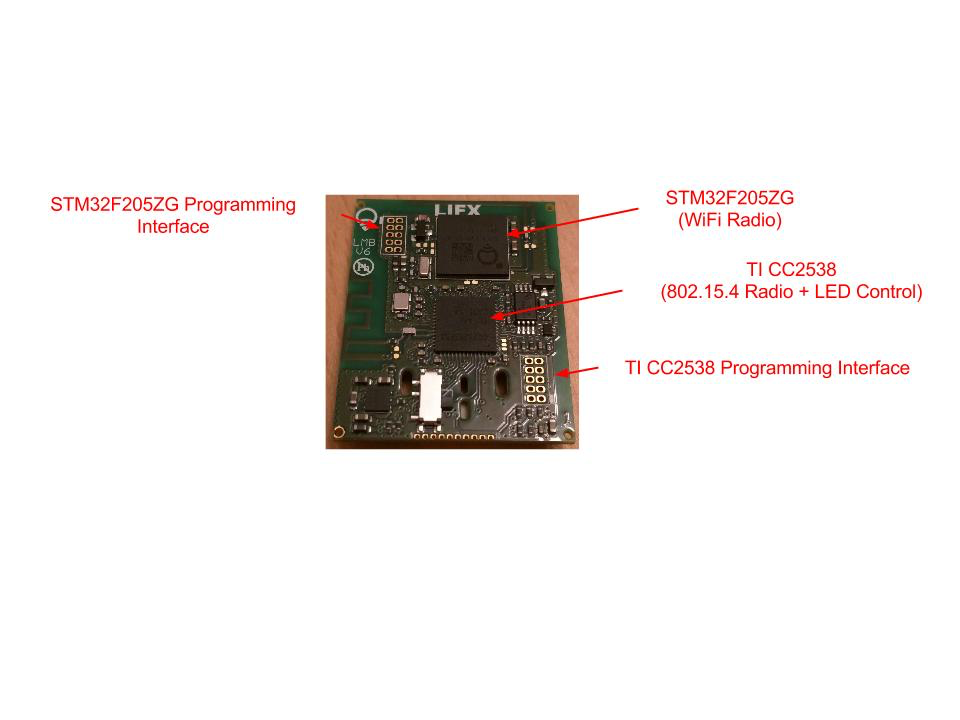 STM32F205ZG Programming
Interface
STM32F205ZG
(WiFi Radio)
TI CC2538
(802.15.4 Radio + LED Control)
TI CC2538 Programming Interface
LIFX
LMB
V6
Pb